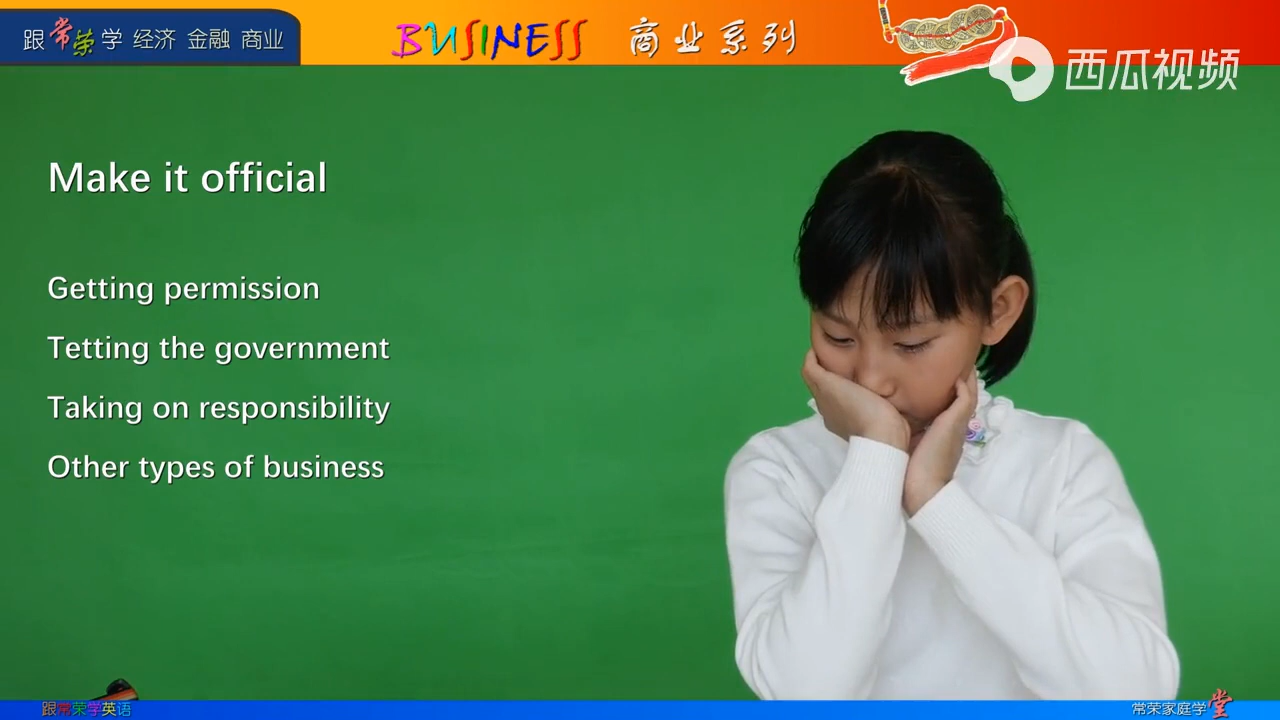 跟常荣学 经济 金融 商业
BUSINESS 商业系列
西瓜视频
Make it official
Getting permission
Tetting the government
Taking on responsibility
Other types of business
跟常荣学英语
常荣家庭学堂